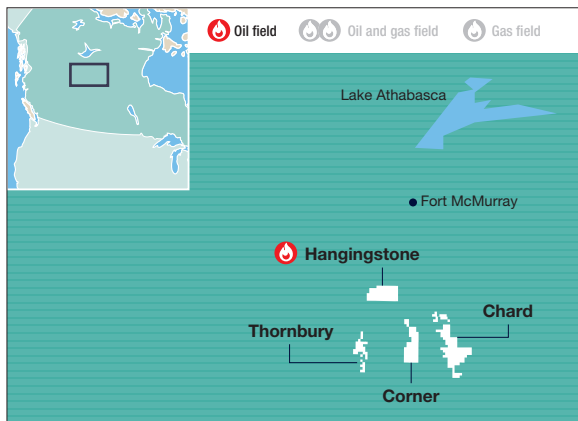 Oil field
Oil and gas field
Gas field
Lake Athabasca
Fort McMurray
Hangingstone
Chard
Thornbury
Corner